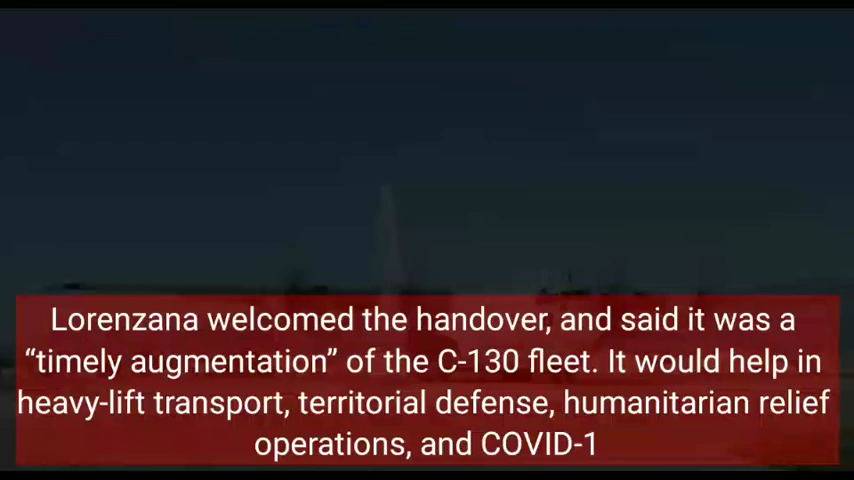 Lorenzana welcomed the handover, and said it was a
“timely augmentation” of the C-130 fleet. It would help in
heavy-lift transport, territorial defense, humanitarian relief
operations, and COVID-1